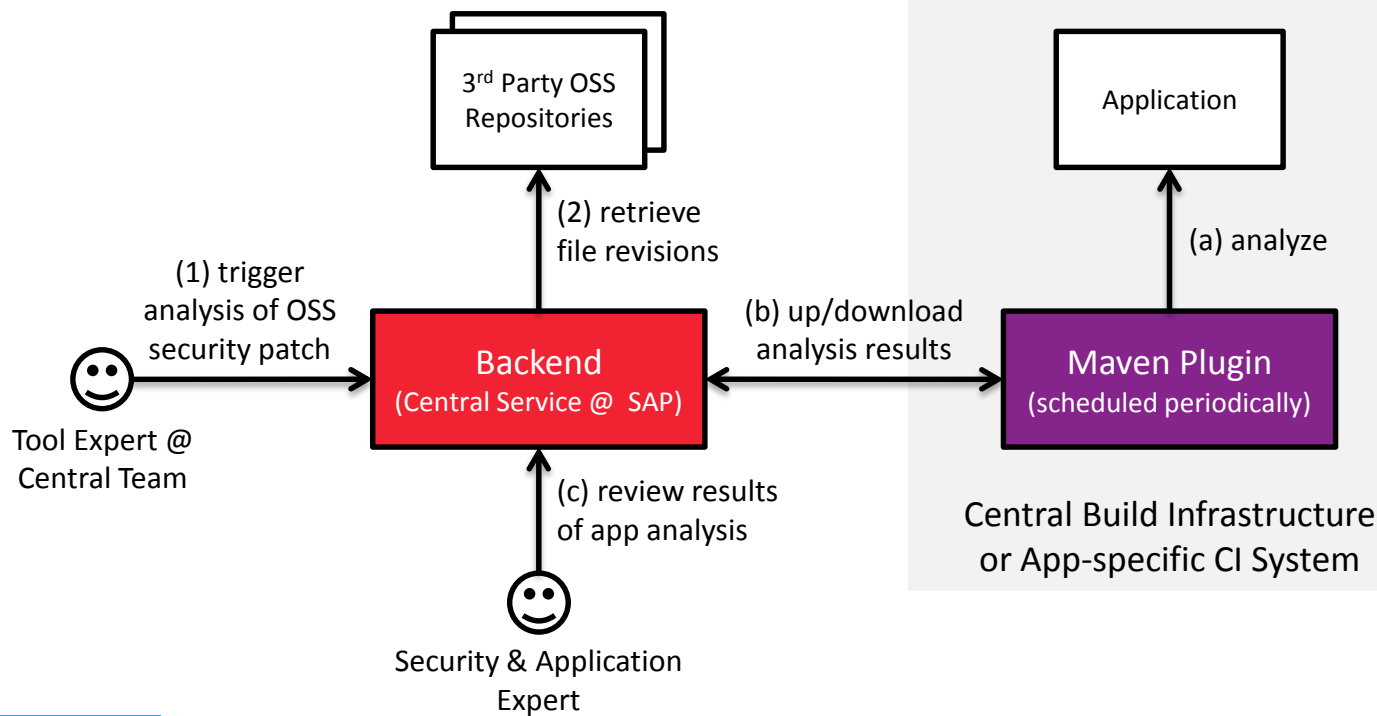 3rd Party OSS
Repositories
Application
(2) retrieve
file revisions
(a) analyze
(1) trigger
analysis of OSS
security patch
(b) up/download
analysis results
Backend
(Central Service @ SAP)
Maven Plugin
(scheduled periodically)
Tool Expert @
Central Team
(c) review results
of app analysis
Central Build Infrastructure
or App-specific CI System
Security & Application
Expert